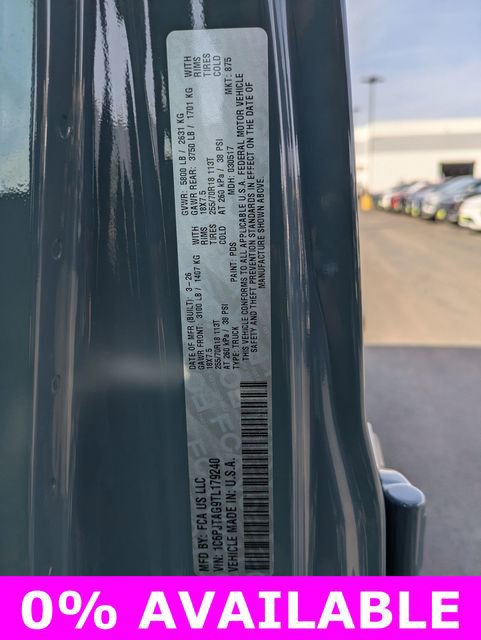 MFD BY: FCA US LLC
DATE OF MFR (BUILT): 3-26
GVWR: 5800 LB / 2631 KG
GAWR FRONT: 3100 LB / 1407 KG WITH
18X7.5 RIMS
255/70R18 113T TIRES
AT 260 kPa / 38 PSI COLD
GAWR REAR: 3750 LB / 1701 KG WITH
18X7.5 RIMS
255/70R18 113T TIRES
AT 260 kPa / 38 PSI COLD
TYPE: TRUCK
PAINT: PDS
MDH: 030517
MKT: 875
THIS VEHICLE CONFORMS TO ALL APPLICABLE U.S.A. FEDERAL MOTOR VEHICLE
SAFETY AND THEFT PREVENTION STANDARDS IN EFFECT ON THE DATE OF
MANUFACTURE SHOWN ABOVE.
VIN: 1C6PJTAG9TL179240
VEHICLE MADE IN: U.S.A.
0% AVAILABLE